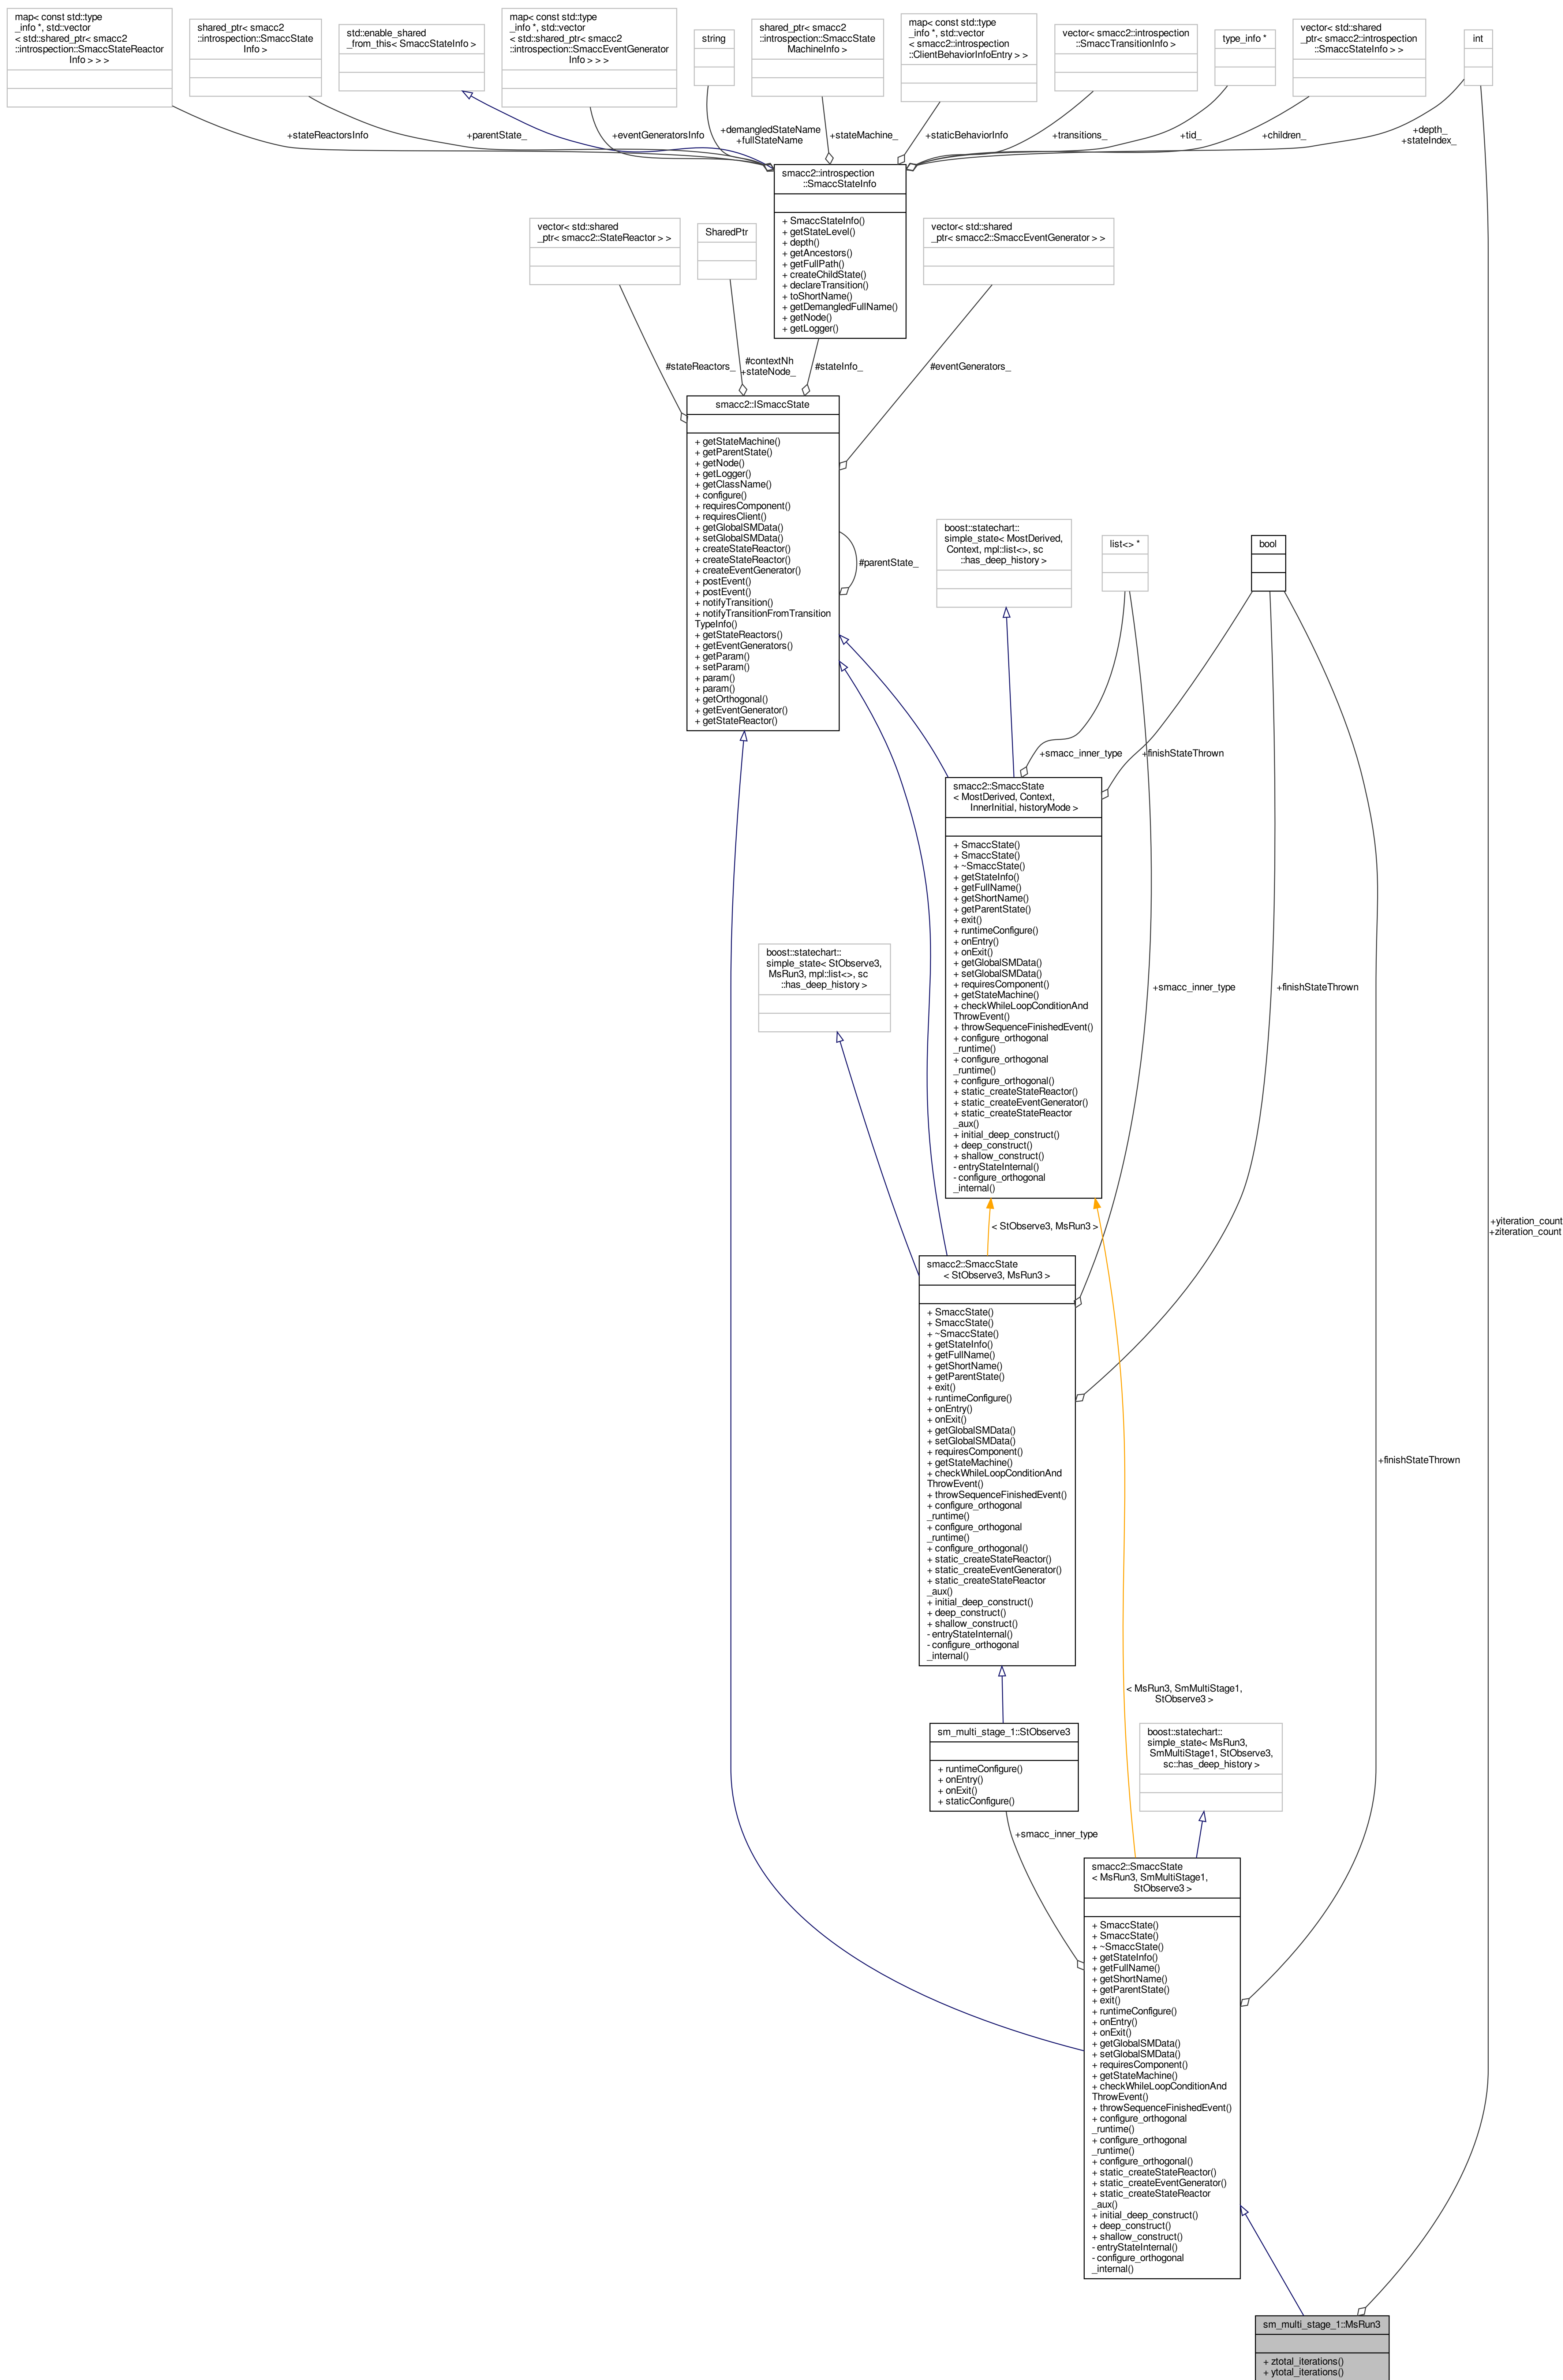 map< const std::type
_info *, std::vector
< std::shared_ptr< smacc2
::introspection::SmaccStateReactor
Info > > >
shared_ptr< smacc2
::introspection::SmaccState
Info >
std::enable_shared
_from_this< SmaccStateInfo >
map< const std::type
_info *, std::vector
< std::shared_ptr< smacc2
::introspection::SmaccEventGenerator
Info > > >
string
shared_ptr< smacc2
::introspection::SmaccState
MachineInfo >
map< const std::type
_info *, std::vector
< smacc2::introspection
::ClientBehaviorInfoEntry > >
vector< smacc2::introspection
::SmaccTransitionInfo >
type_info *
vector< std::shared
_ptr< smacc2::introspection
::SmaccStateInfo > >
int
+stateReactorsInfo
+parentState_
+eventGeneratorsInfo
+demangledStateName
+fullStateName
+stateMachine_
+staticBehaviorInfo
+transitions_
+tid_
+children_
+depth_
+stateIndex_
smacc2::introspection
::SmaccStateInfo
+ SmaccStateInfo()
+ getStateLevel()
+ depth()
+ getAncestors()
+ getFullPath()
+ createChildState()
+ declareTransition()
+ toShortName()
+ getDemangledFullName()
+ getNode()
+ getLogger()
vector< std::shared
_ptr< smacc2::StateReactor > >
SharedPtr
vector< std::shared
_ptr< smacc2::SmaccEventGenerator > >
#stateReactors_
#contextNh
+stateNode_
#stateInfo_
#eventGenerators_
smacc2::ISmaccState
+ getStateMachine()
+ getParentState()
+ getNode()
+ getLogger()
+ getClassName()
+ configure()
+ requiresComponent()
+ requiresClient()
+ getGlobalSMData()
+ setGlobalSMData()
+ createStateReactor()
+ createStateReactor()
+ createEventGenerator()
+ postEvent()
+ postEvent()
+ notifyTransition()
+ notifyTransitionFromTransition
TypeInfo()
+ getStateReactors()
+ getEventGenerators()
+ getParam()
+ setParam()
+ param()
+ param()
+ getOrthogonal()
+ getEventGenerator()
+ getStateReactor()
#parentState_
boost::statechart::
simple_state< MostDerived,
Context, mpl::list<>, sc
::has_deep_history >
list<> *
bool
+smacc_inner_type
+finishStateThrown
smacc2::SmaccState
< MostDerived, Context,
InnerInitial, historyMode >
+ SmaccState()
+ SmaccState()
+ ~SmaccState()
+ getStateInfo()
+ getFullName()
+ getShortName()
+ getParentState()
+ exit()
+ runtimeConfigure()
+ onEntry()
+ onExit()
+ getGlobalSMData()
+ setGlobalSMData()
+ requiresComponent()
+ getStateMachine()
+ checkWhileLoopConditionAnd
ThrowEvent()
+ throwSequenceFinishedEvent()
+ configure_orthogonal
_runtime()
+ configure_orthogonal
_runtime()
+ configure_orthogonal()
+ static_createStateReactor()
+ static_createEventGenerator()
+ static_createStateReactor
_aux()
+ initial_deep_construct()
+ deep_construct()
+ shallow_construct()
- entryStateInternal()
- configure_orthogonal
_internal()
boost::statechart::
simple_state< StObserve3,
MsRun3, mpl::list<>, sc
::has_deep_history >
+smacc_inner_type
+finishStateThrown
< StObserve3, MsRun3 >
+yiteration_count
+ziteration_count
smacc2::SmaccState
< StObserve3, MsRun3 >
+ SmaccState()
+ SmaccState()
+ ~SmaccState()
+ getStateInfo()
+ getFullName()
+ getShortName()
+ getParentState()
+ exit()
+ runtimeConfigure()
+ onEntry()
+ onExit()
+ getGlobalSMData()
+ setGlobalSMData()
+ requiresComponent()
+ getStateMachine()
+ checkWhileLoopConditionAnd
ThrowEvent()
+ throwSequenceFinishedEvent()
+ configure_orthogonal
_runtime()
+ configure_orthogonal
_runtime()
+ configure_orthogonal()
+ static_createStateReactor()
+ static_createEventGenerator()
+ static_createStateReactor
_aux()
+ initial_deep_construct()
+ deep_construct()
+ shallow_construct()
- entryStateInternal()
- configure_orthogonal
_internal()
+finishStateThrown
< MsRun3, SmMultiStage1,
StObserve3 >
sm_multi_stage_1::StObserve3
+ runtimeConfigure()
+ onEntry()
+ onExit()
+ staticConfigure()
boost::statechart::
simple_state< MsRun3,
SmMultiStage1, StObserve3,
sc::has_deep_history >
+smacc_inner_type
smacc2::SmaccState
< MsRun3, SmMultiStage1,
StObserve3 >
+ SmaccState()
+ SmaccState()
+ ~SmaccState()
+ getStateInfo()
+ getFullName()
+ getShortName()
+ getParentState()
+ exit()
+ runtimeConfigure()
+ onEntry()
+ onExit()
+ getGlobalSMData()
+ setGlobalSMData()
+ requiresComponent()
+ getStateMachine()
+ checkWhileLoopConditionAnd
ThrowEvent()
+ throwSequenceFinishedEvent()
+ configure_orthogonal
_runtime()
+ configure_orthogonal
_runtime()
+ configure_orthogonal()
+ static_createStateReactor()
+ static_createEventGenerator()
+ static_createStateReactor
_aux()
+ initial_deep_construct()
+ deep_construct()
+ shallow_construct()
- entryStateInternal()
- configure_orthogonal
_internal()
sm_multi_stage_1::MsRun3
+ ztotal_iterations()
+ ytotal_iterations()